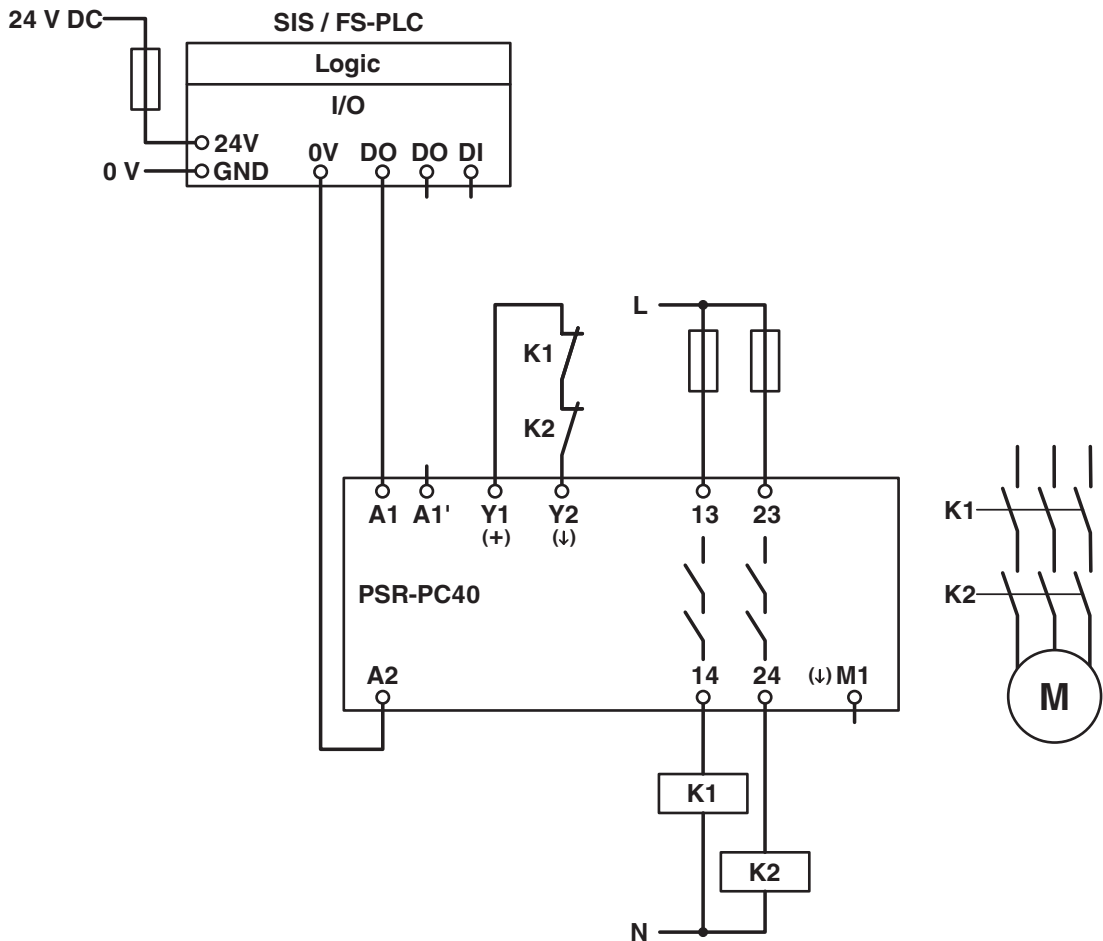 24 V DC
SIS / FS-PLC
Logic
I/O
24V
0V DO DO DI
0 V
GND
L
K1
K2
A1 A1' Y1 Y2 13 23
(+) (↓)
K1
PSR-PC40
K2
A2 14 24 (↓) M1
M
K1
K2
N